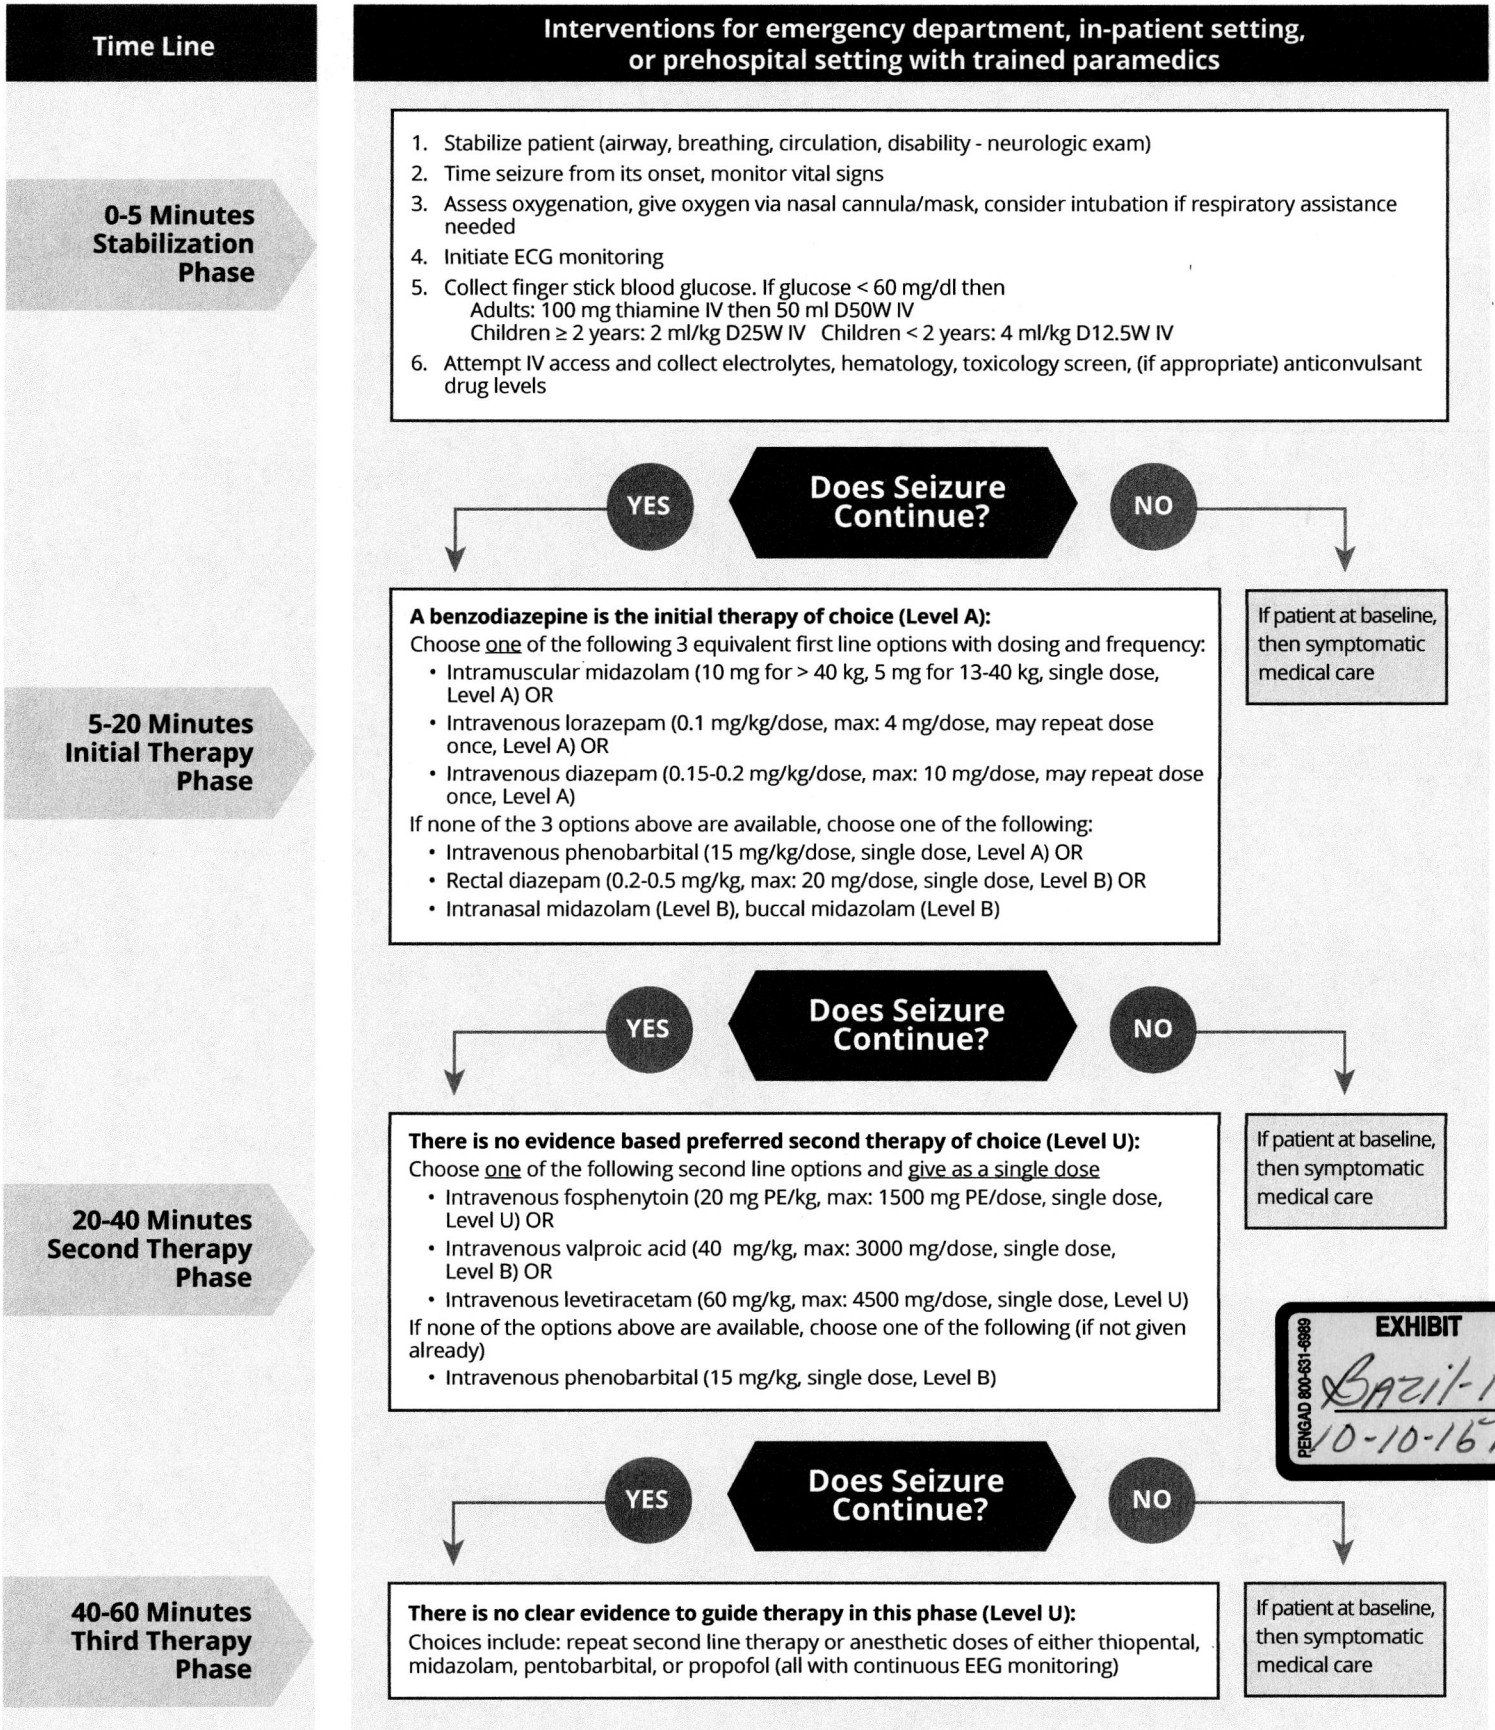 Time Line
Interventions for emergency department, in-patient setting,
or prehospital setting with trained paramedics
0-5 Minutes
Stabilization
Phase
1. Stabilize patient (airway, breathing, circulation, disability - neurologic exam)
2. Time seizure from its onset, monitor vital signs
3. Assess oxygenation, give oxygen via nasal cannula/mask, consider intubation if respiratory assistance
needed
4. Initiate ECG monitoring
5. Collect finger stick blood glucose. If glucose < 60 mg/dl then
Adults: 100 mg thiamine IV then 50 ml D50W IV
Children ≥ 2 years: 2 ml/kg D25W IV Children < 2 years: 4 ml/kg D12.5W IV
6. Attempt IV access and collect electrolytes, hematology, toxicology screen, (if appropriate) anticonvulsant
drug levels
YES
Does Seizure
Continue?
NO
5-20 Minutes
Initial Therapy
Phase
A benzodiazepine is the initial therapy of choice (Level A):
Choose one of the following 3 equivalent first line options with dosing and frequency:
• Intramuscular midazolam (10 mg for > 40 kg, 5 mg for 13-40 kg, single dose,
Level A) OR
• Intravenous lorazepam (0.1 mg/kg/dose, max: 4 mg/dose, may repeat dose
once, Level A) OR
• Intravenous diazepam (0.15-0.2 mg/kg/dose, max: 10 mg/dose, may repeat dose
once, Level A)
If none of the 3 options above are available, choose one of the following:
• Intravenous phenobarbital (15 mg/kg/dose, single dose, Level A) OR
• Rectal diazepam (0.2-0.5 mg/kg, max: 20 mg/dose, single dose, Level B) OR
• Intranasal midazolam (Level B), buccal midazolam (Level B)
If patient at baseline,
then symptomatic
medical care
YES
Does Seizure
Continue?
NO
20-40 Minutes
Second Therapy
Phase
There is no evidence based preferred second therapy of choice (Level U):
Choose one of the following second line options and give as a single dose
• Intravenous fosphenytoin (20 mg PE/kg, max: 1500 mg PE/dose, single dose,
Level U) OR
• Intravenous valproic acid (40 mg/kg, max: 3000 mg/dose, single dose,
Level B) OR
• Intravenous levetiracetam (60 mg/kg, max: 4500 mg/dose, single dose, Level U)
If none of the options above are available, choose one of the following (if not given
already)
• Intravenous phenobarbital (15 mg/kg, single dose, Level B)
If patient at baseline,
then symptomatic
medical care
PENGAD 800-631-6989
EXHIBIT
Bazil-1
10-10-16
YES
Does Seizure
Continue?
NO
40-60 Minutes
Third Therapy
Phase
There is no clear evidence to guide therapy in this phase (Level U):
Choices include: repeat second line therapy or anesthetic doses of either thiopental,
midazolam, pentobarbital, or propofol (all with continuous EEG monitoring)
If patient at baseline,
then symptomatic
medical care